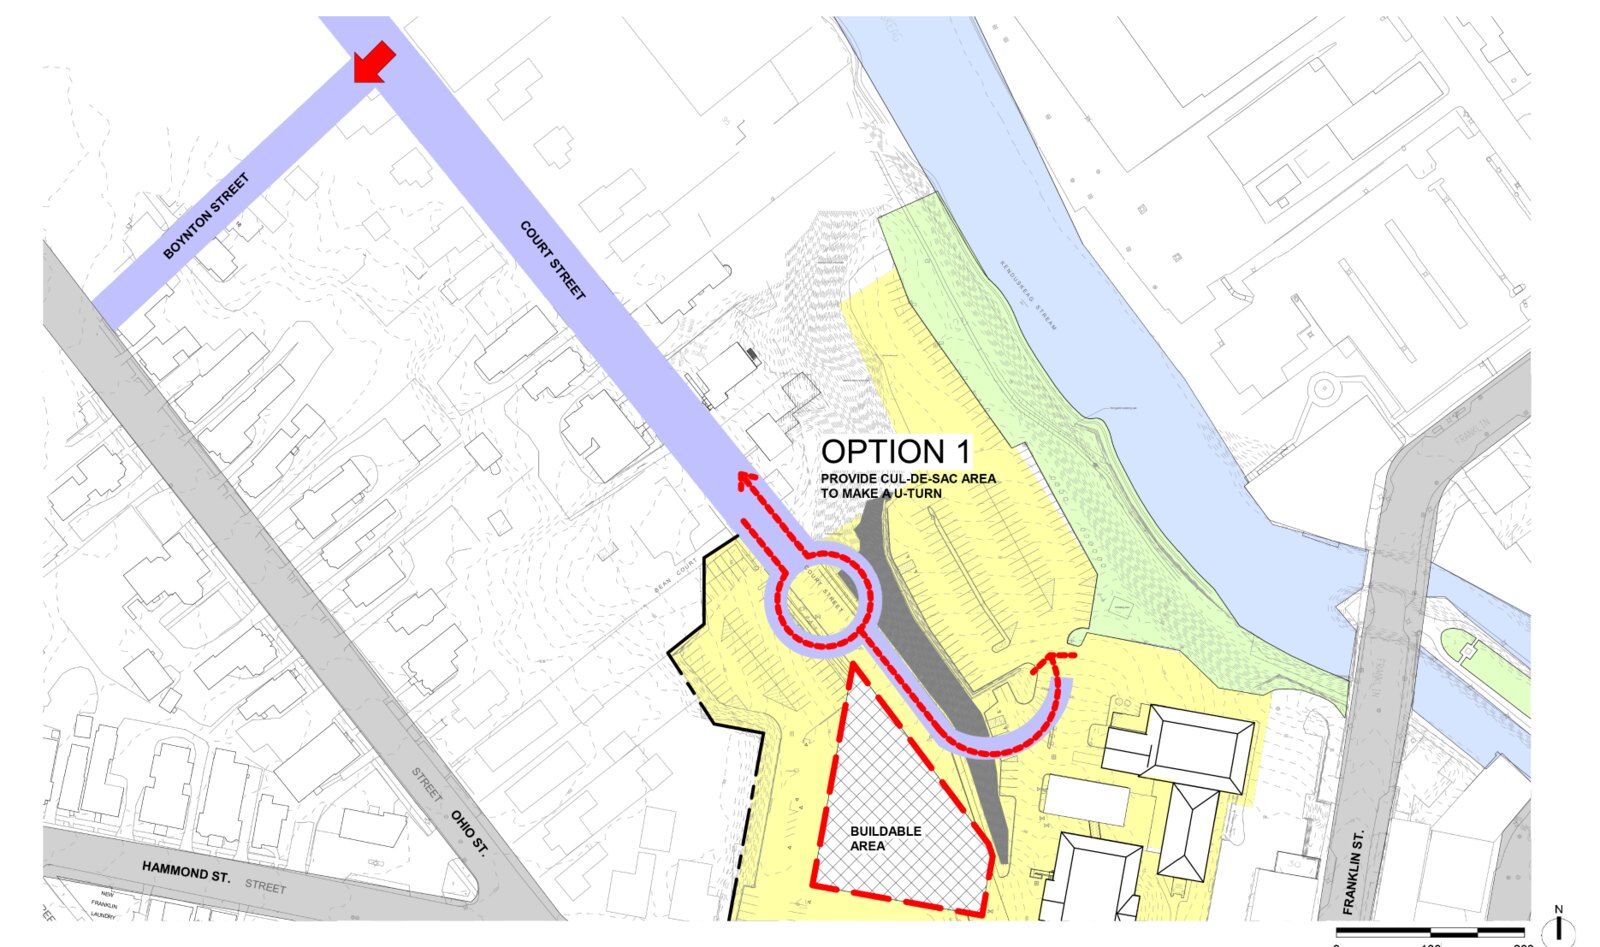 BOYNTON STREET
COURT STREET
KENDUSKEAG STREAM
FRANKLIN
OPTION 1
PROVIDE CUL-DE-SAC AREA
TO MAKE A U-TURN
BEAN COURT
COURT STREET
FRANKLIN
STREET
OHIO ST.
BUILDABLE
AREA
HAMMOND ST.
STREET
FRANKLIN ST.
NEW
FRANKLIN
LAUNDRY
N